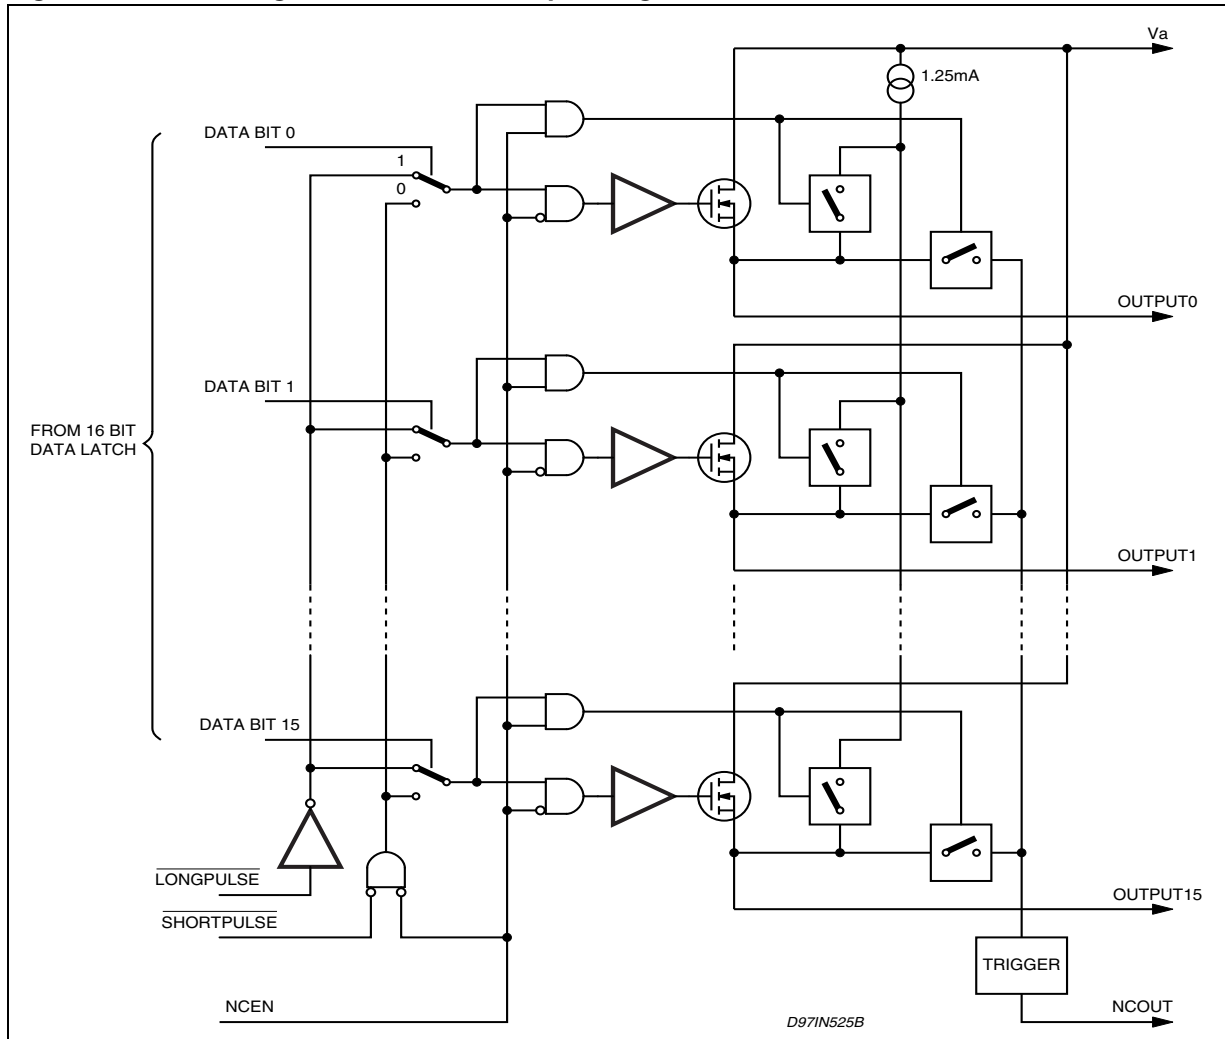 Va
1.25mA
DATA BIT 0
1
0
OUTPUT0
DATA BIT 1
FROM 16 BIT
DATA LATCH
OUTPUT1
DATA BIT 15
LONGPULSE
OUTPUT15
SHORTPULSE
TRIGGER
NCEN
NCOUT
D97IN525B